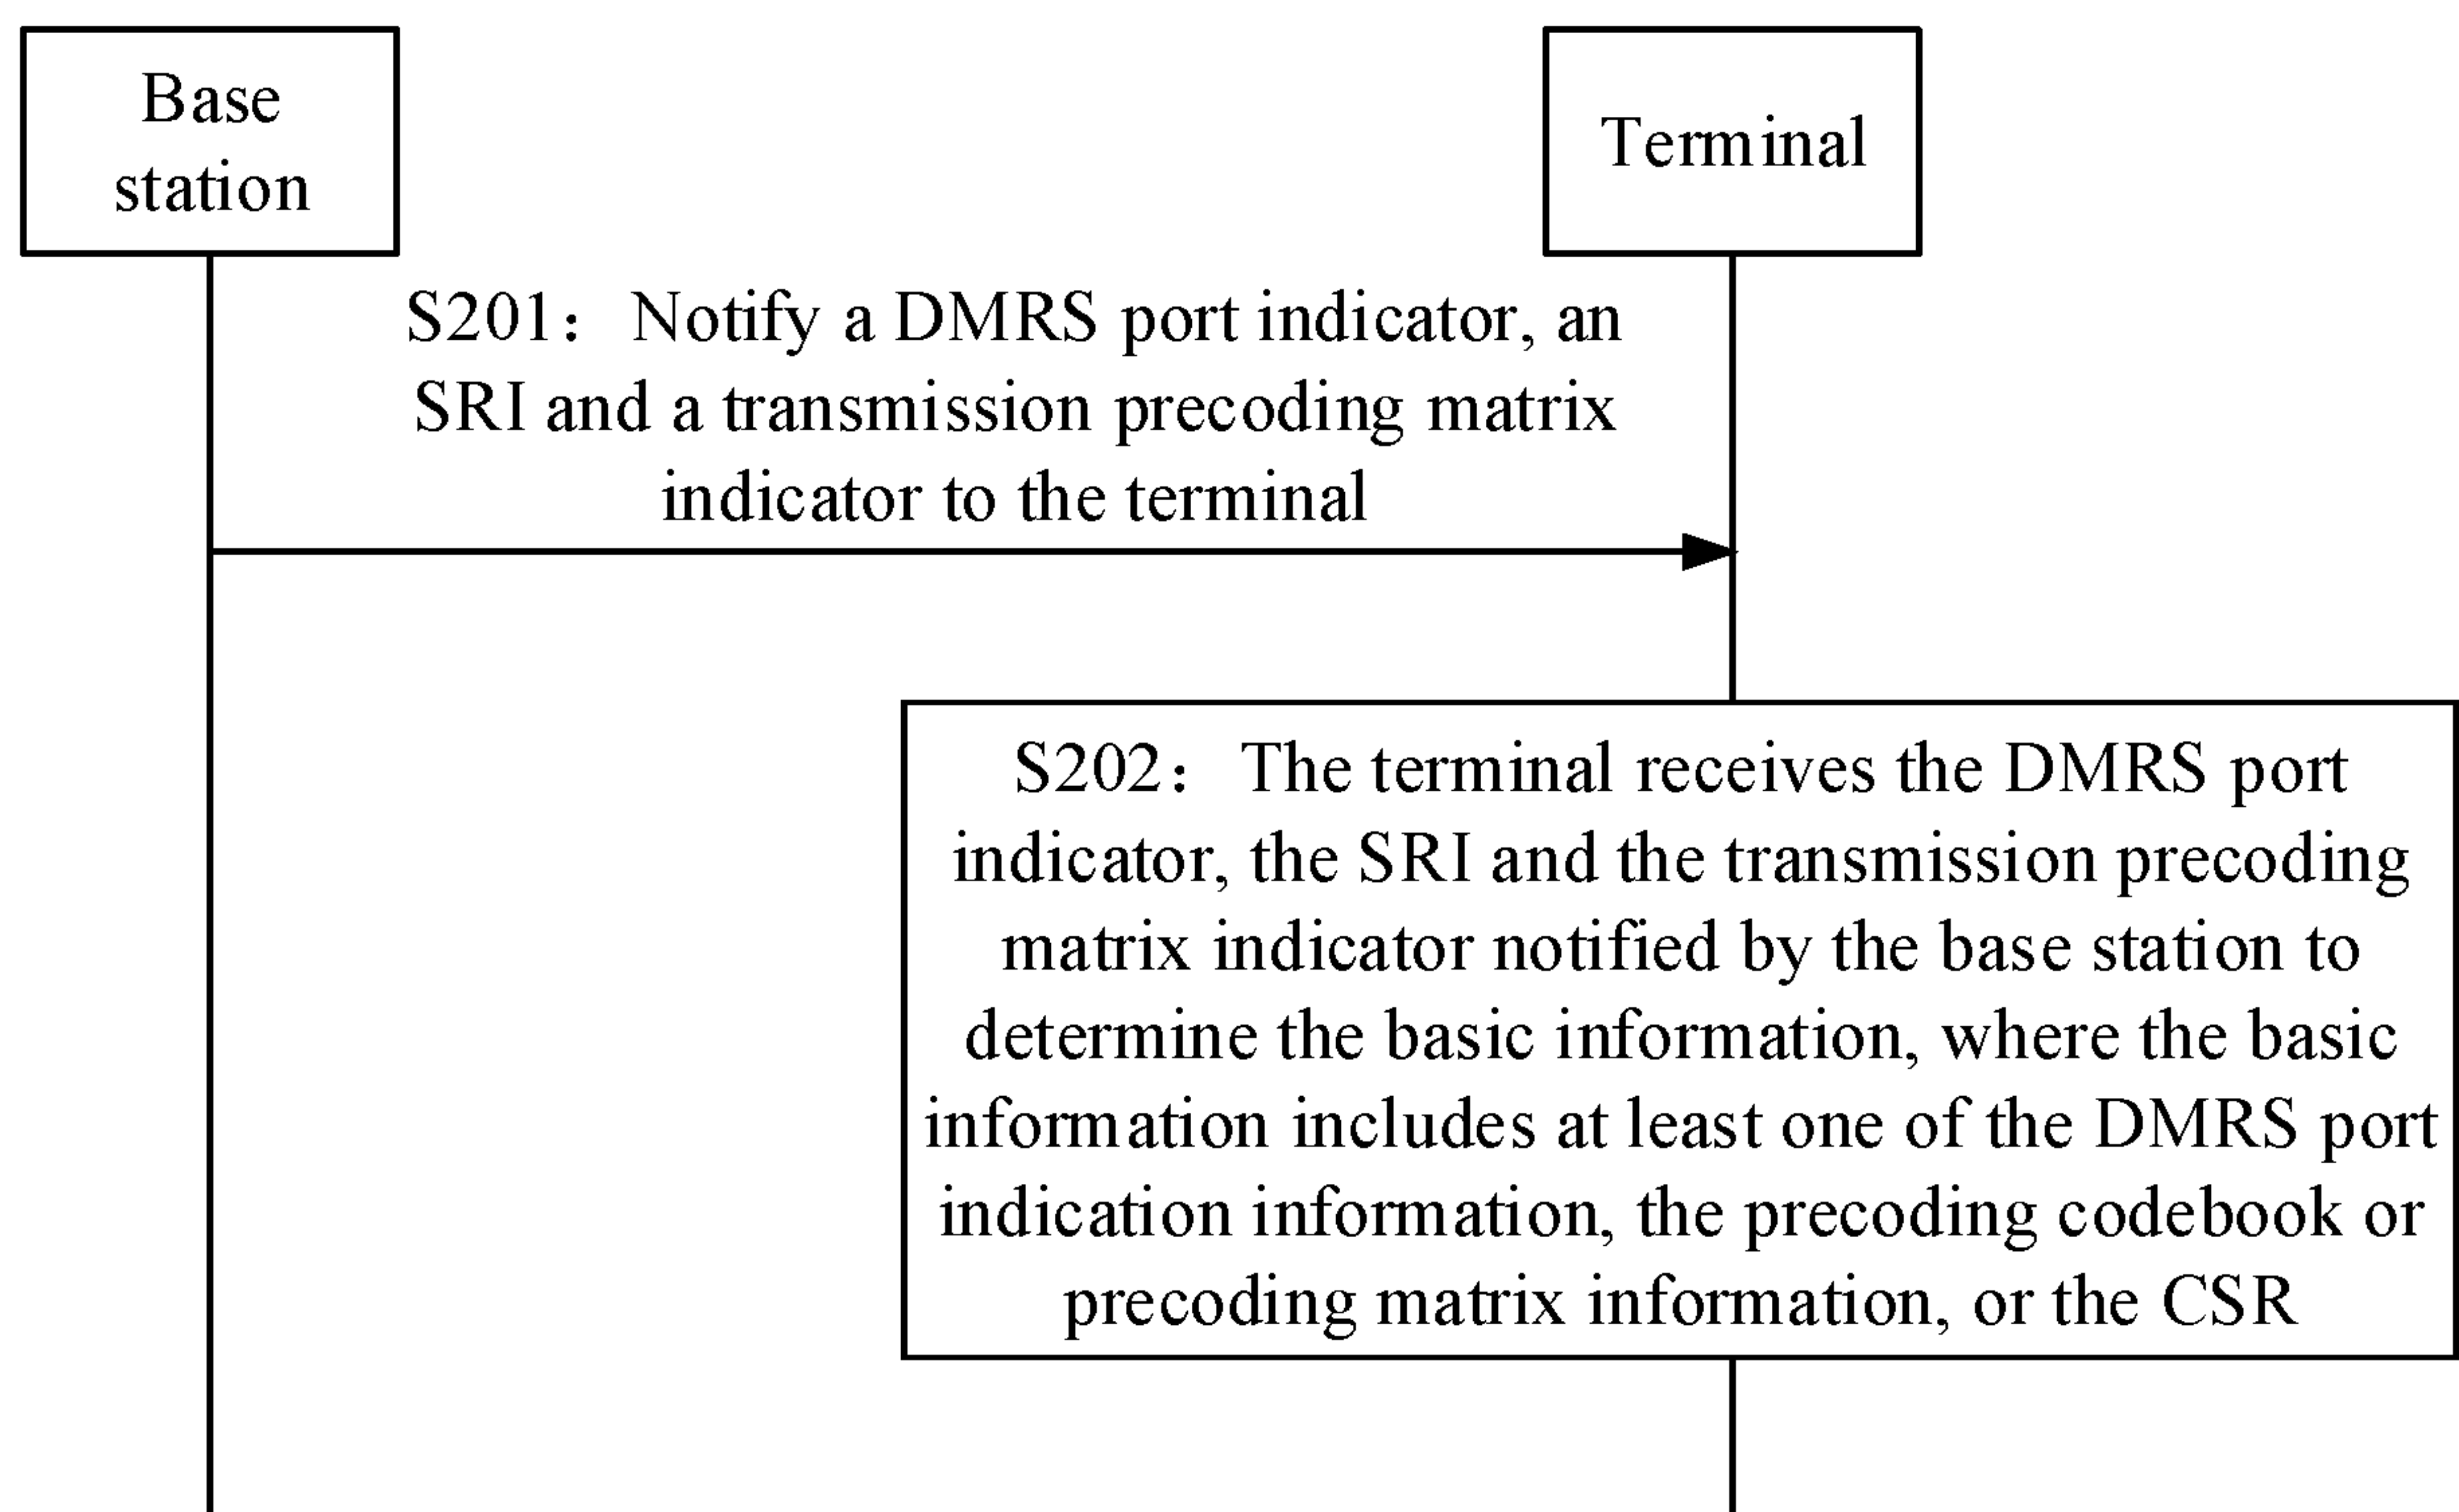 Base
station
Terminal
S201： Notify a DMRS port indicator, an
SRI and a transmission precoding matrix
indicator to the terminal
S202： The terminal receives the DMRS port
indicator, the SRI and the transmission precoding
matrix indicator notified by the base station to
determine the basic information, where the basic
information includes at least one of the DMRS port
indication information, the precoding codebook or
precoding matrix information, or the CSR